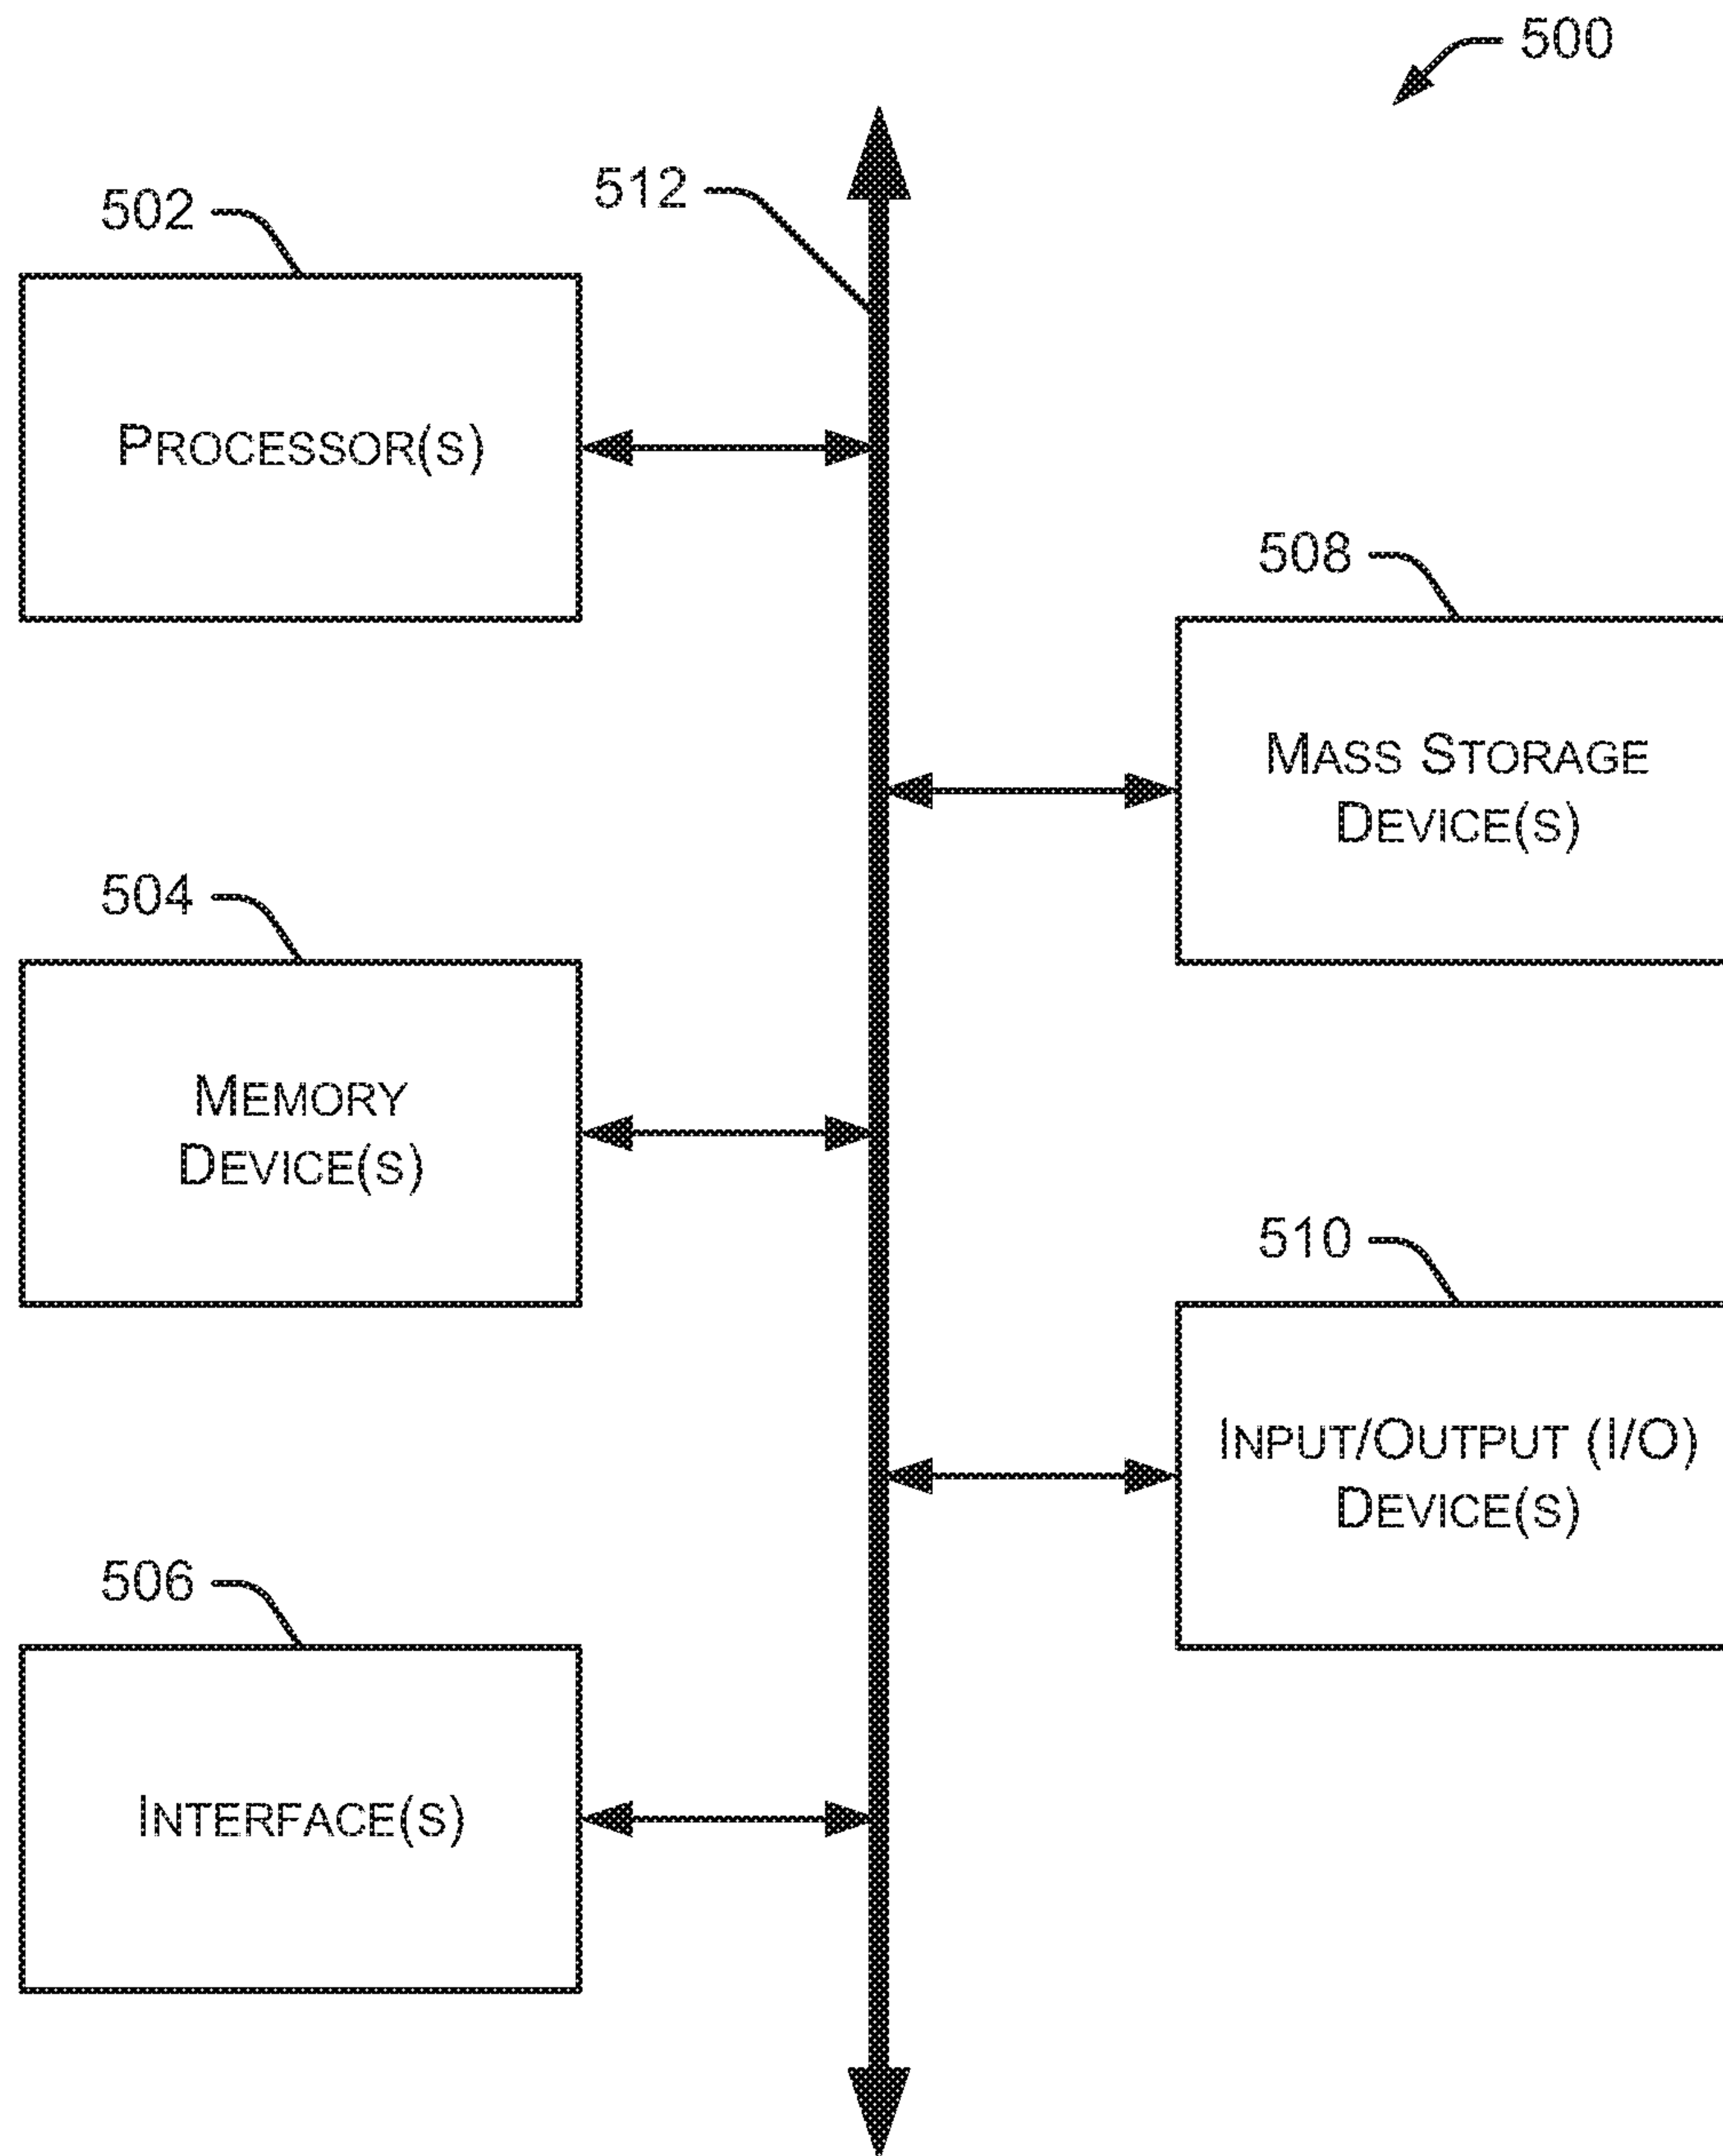 500
502
512
PROCESSOR(S)
508
MASS STORAGE
DEVICE(S)
504
MEMORY
DEVICE(S)
510
INPUT/OUTPUT (I/O)
DEVICE(S)
506
INTERFACE(S)